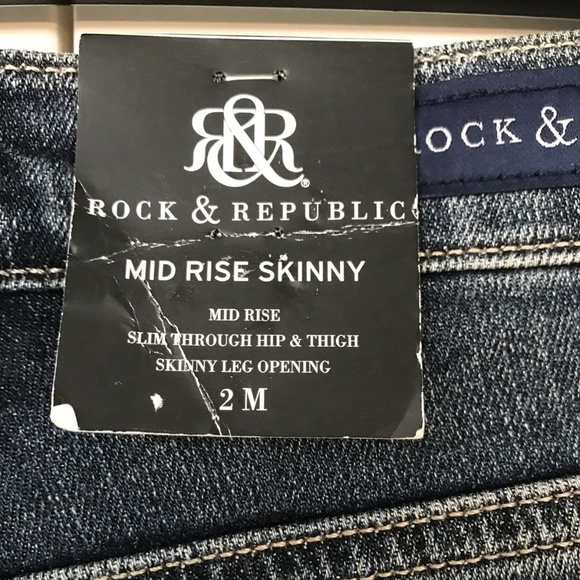 R&R®
ROCK & REPUBLIC
ROCK &
MID RISE SKINNY
MID RISE
SLIM THROUGH HIP & THIGH
SKINNY LEG OPENING
2 M